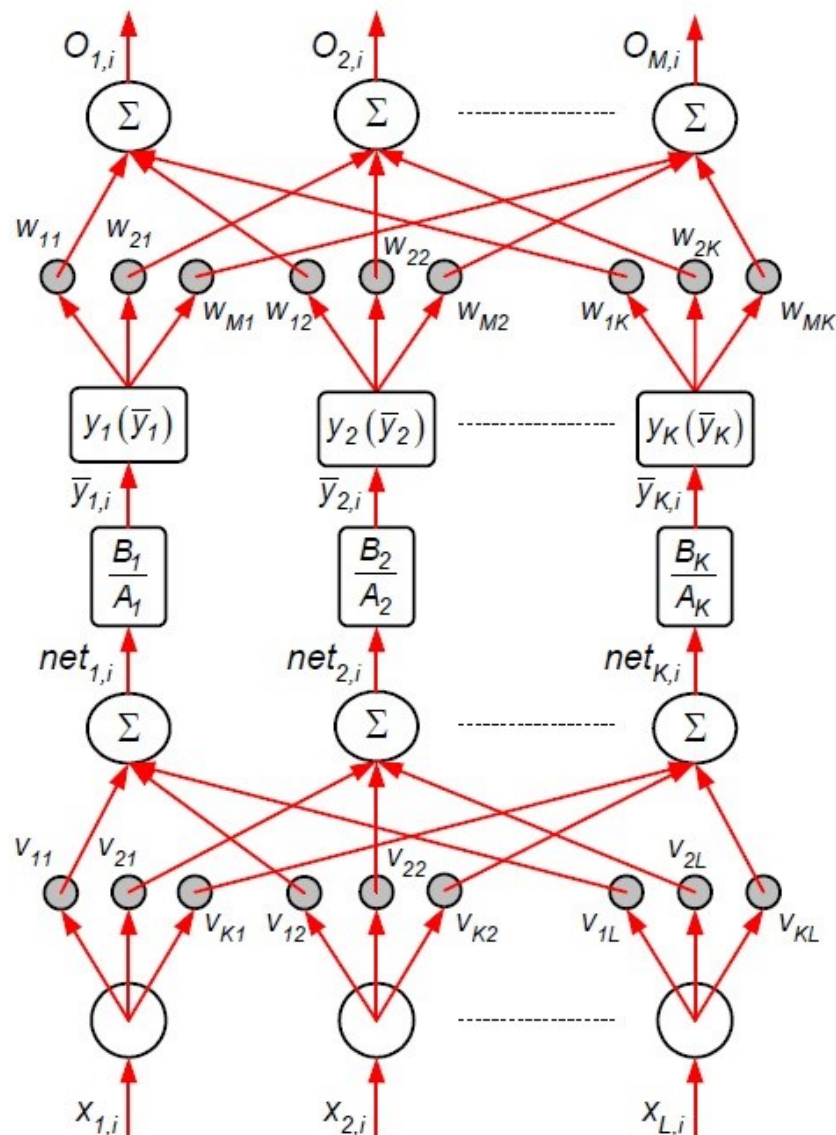 O1,i O2,i OM,i
Σ Σ Σ
w11 w21 w22 w2K
wM1 w12 wM2 w1K wMK
y1(ȳ1) y2(ȳ2) yK(ȳK)
ȳ1,i ȳ2,i ȳK,i
B1 B2 BK
A1 A2 AK
net1,i net2,i netK,i
Σ Σ Σ
v11 v21 v22 v2L
vK1 v12 vK2 v1L vKL
x1,i x2,i xL,i